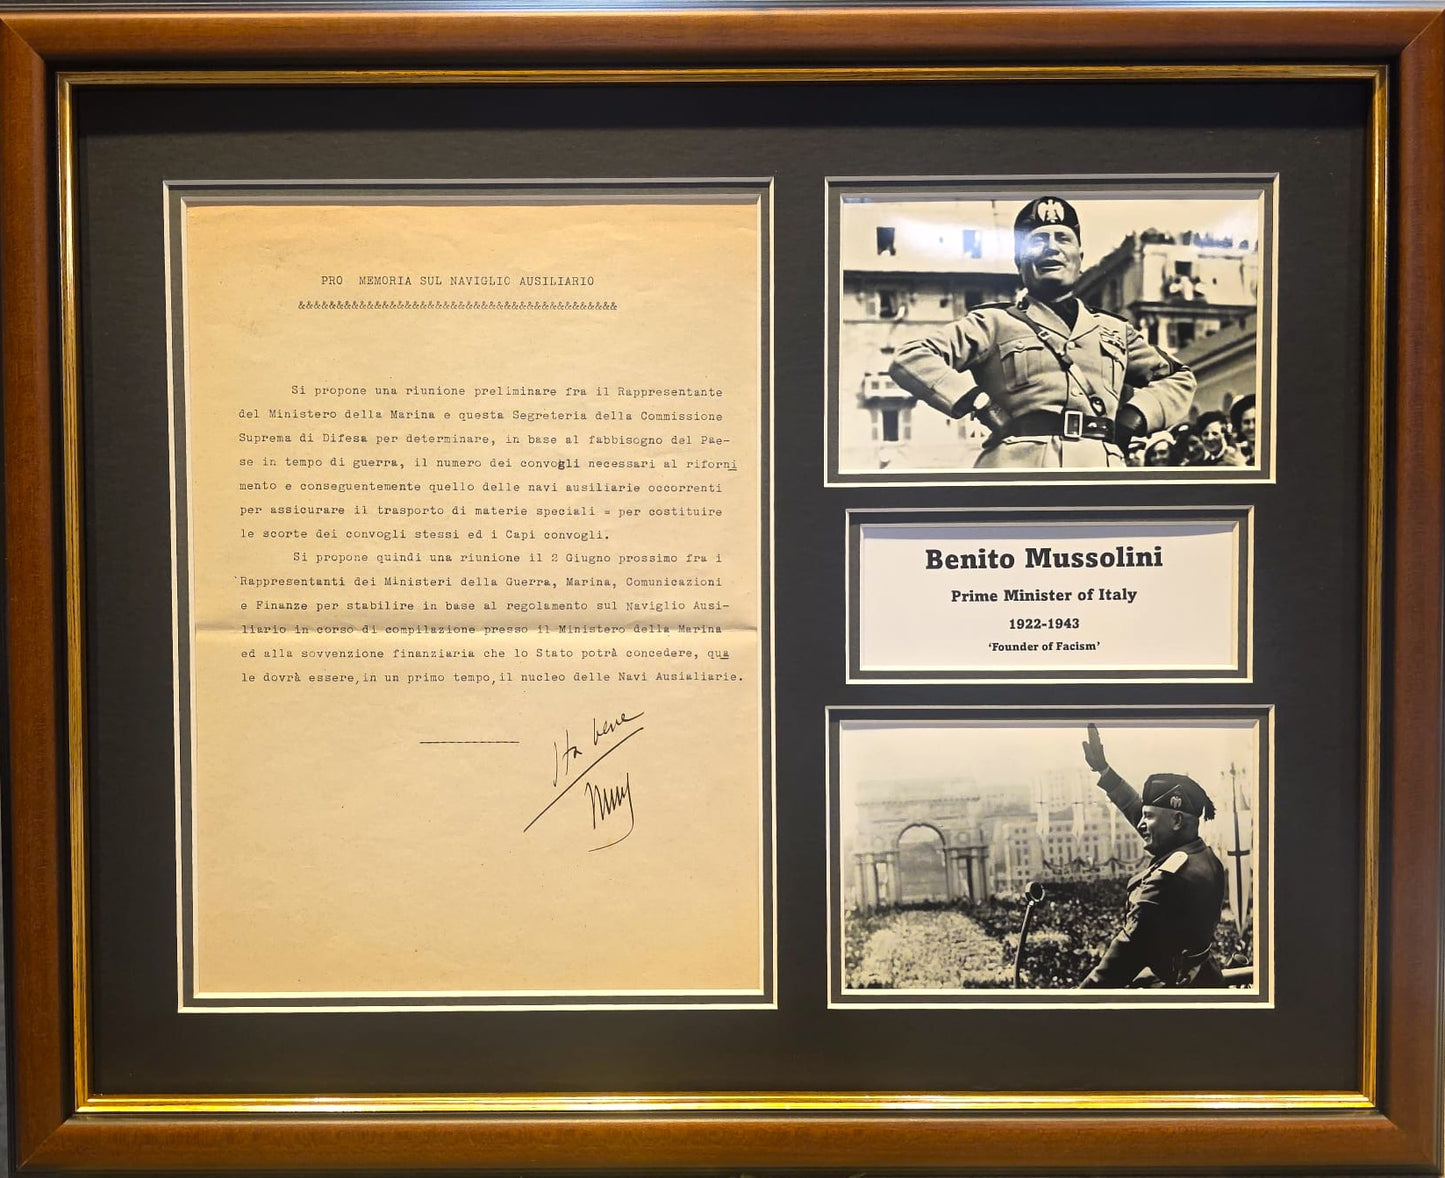 PRO MEMORIA SUL NAVIGLIO AUSILIARIO
&&&&&&&&&&&&&&&&&&&&&&&&&&&&&&&&&&&&&&&&&
Si propone una riunione preliminare fra il Rappresentante
del Ministero della Marina e questa Segreteria della Commissione
Suprema di Difesa per determinare, in base al fabbisogno del Pae-
se in tempo di guerra, il numero dei convogli necessari al riforni
mento e conseguentemente quello delle navi ausiliarie occorrenti
per assicurare il trasporto di materie speciali = per costituire
le scorte dei convogli stessi ed i Capi convogli.
Si propone quindi una riunione il 2 Giugno prossimo fra i
Rappresentanti dei Ministeri della Guerra, Marina, Comunicazioni
e Finanze per stabilire in base al regolamento sul Naviglio Ausi-
liario in corso di compilazione presso il Ministero della Marina
ed alla sovvenzione finanziaria che lo Stato potrà concedere, qua
le dovrà essere, in un primo tempo, il nucleo delle Navi Ausialiarie.
Sta bene
Benito Mussolini
Prime Minister of Italy
1922-1943
‘Founder of Facism’